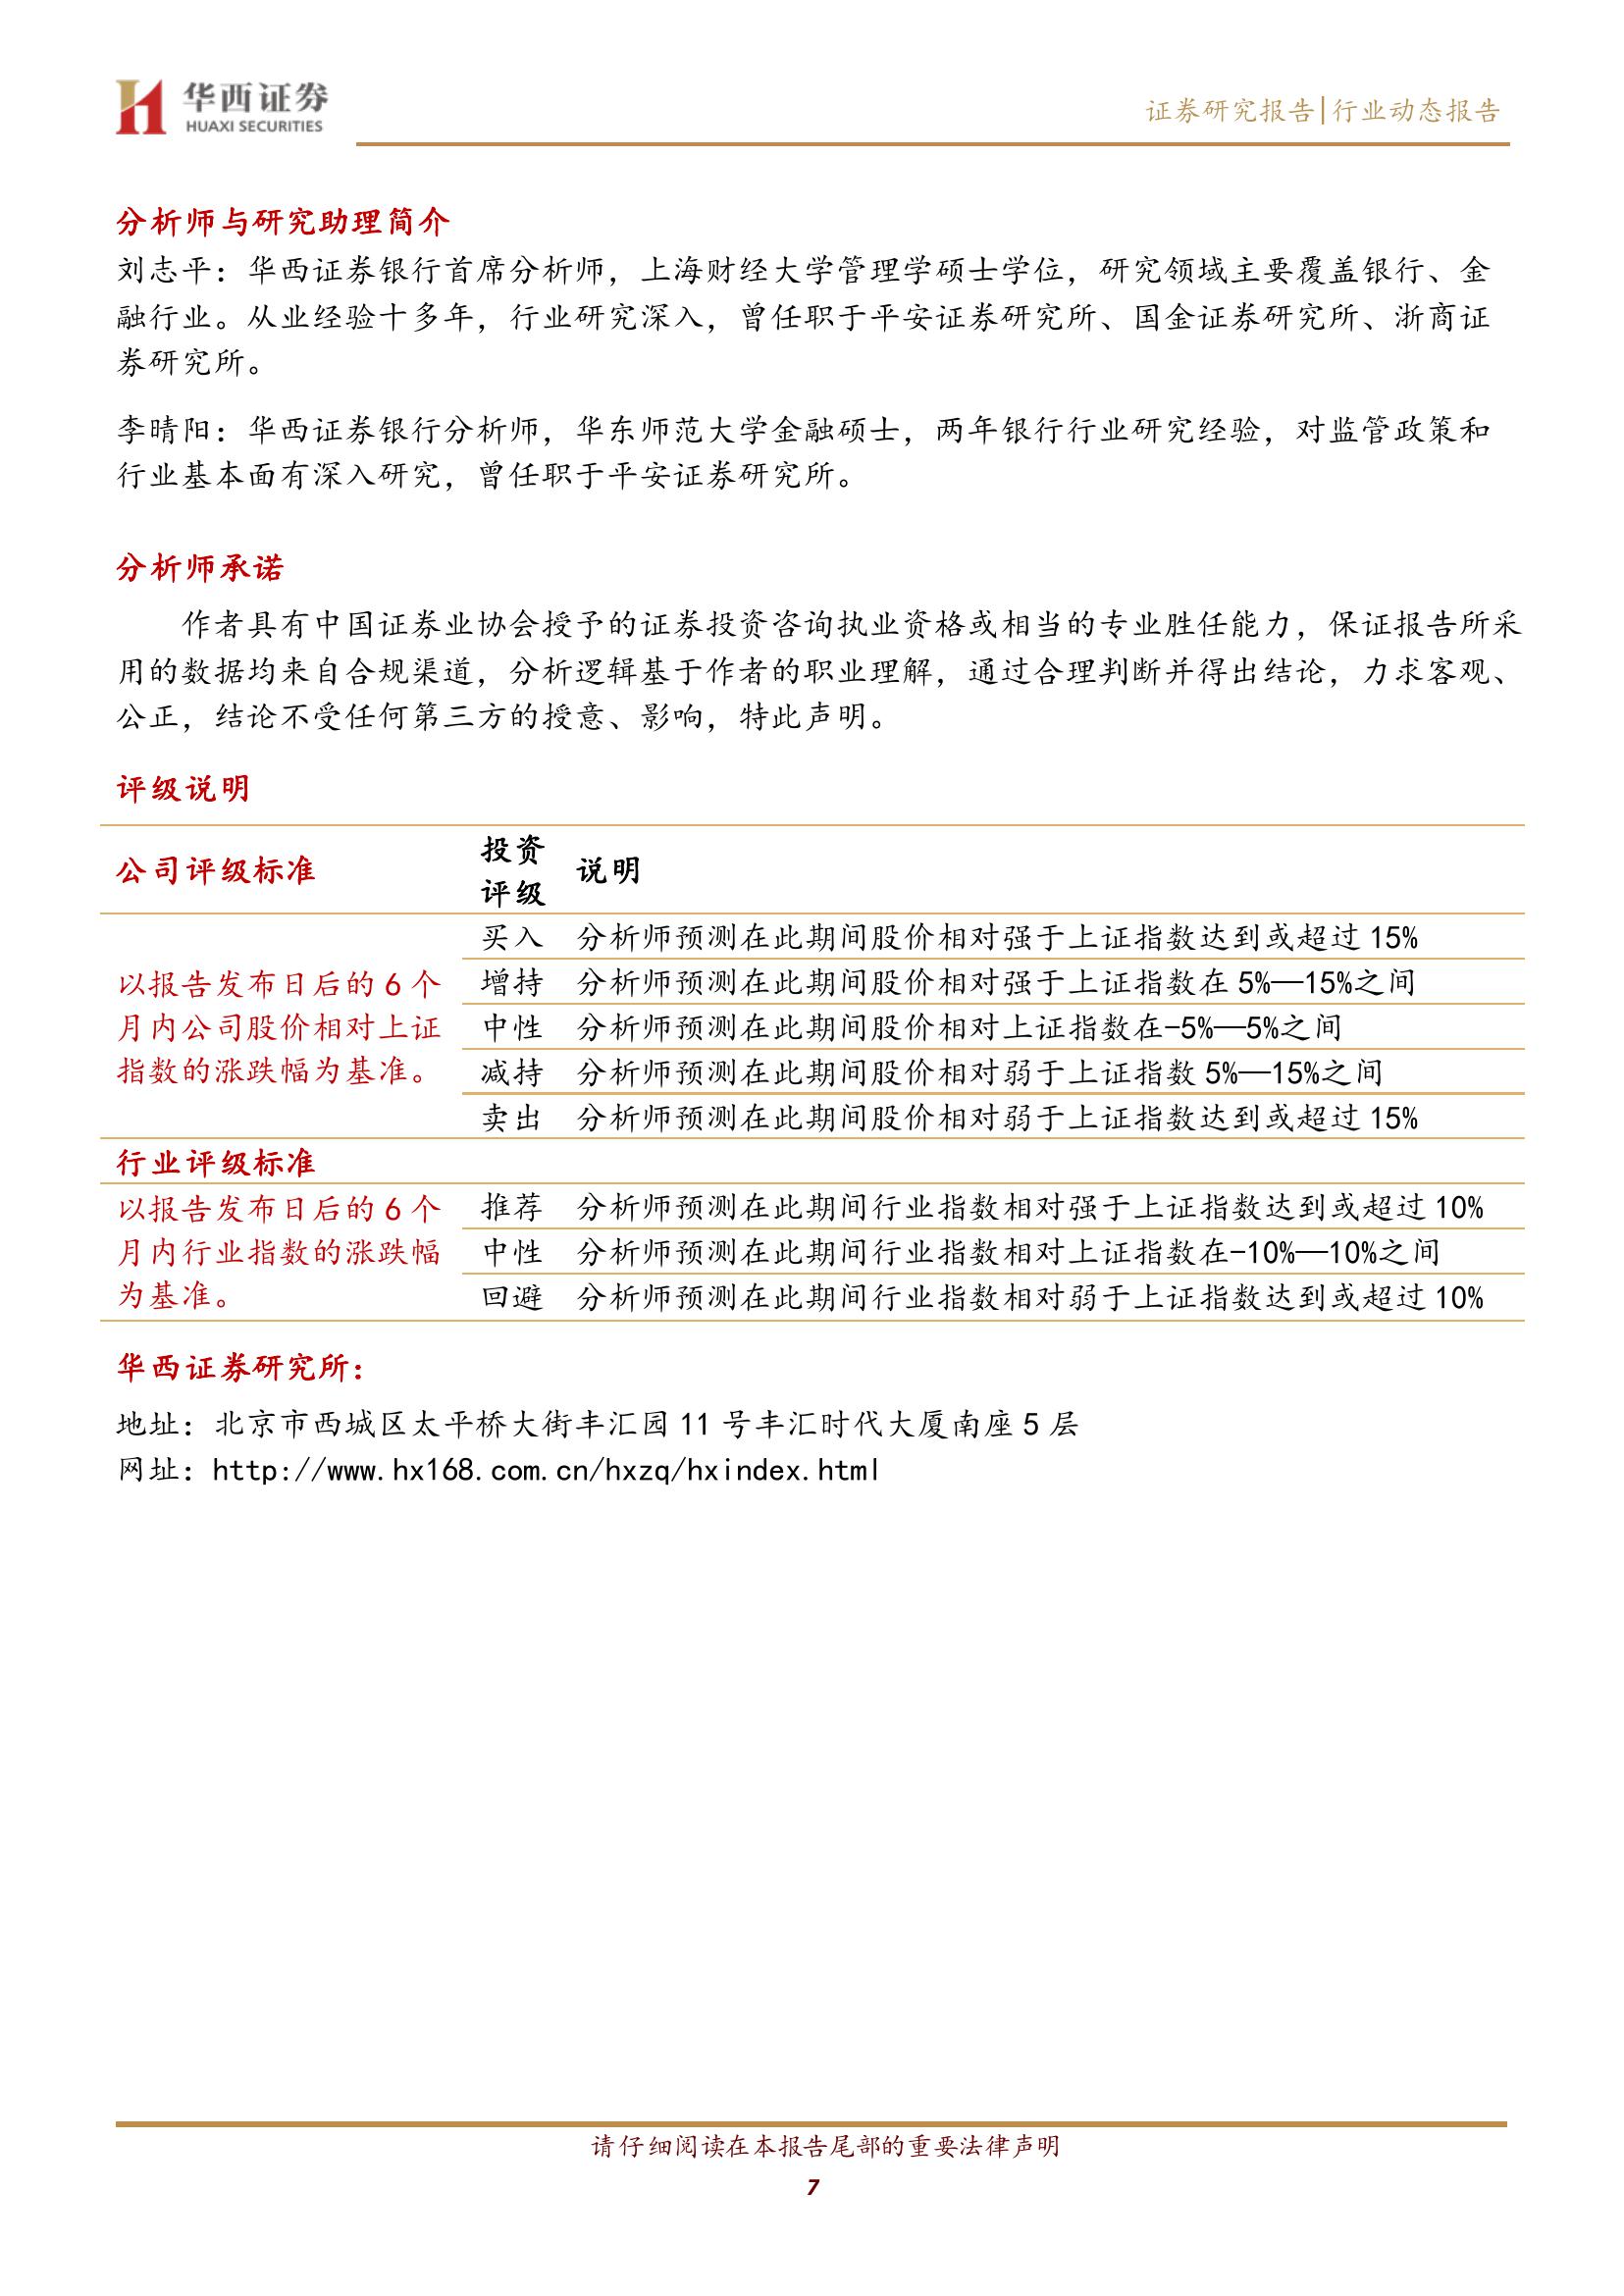 华西证券
HUAXI SECURITIES
证券研究报告|行业动态报告
分析师与研究助理简介
刘志平：华西证券银行首席分析师，上海财经大学管理学硕士学位，研究领域主要覆盖银行、金
融行业。从业经验十多年，行业研究深入，曾任职于平安证券研究所、国金证券研究所、浙商证
券研究所。
李晴阳：华西证券银行分析师，华东师范大学金融硕士，两年银行行业研究经验，对监管政策和
行业基本面有深入研究，曾任职于平安证券研究所。
分析师承诺
作者具有中国证券业协会授予的证券投资咨询执业资格或相当的专业胜任能力，保证报告所采
用的数据均来自合规渠道，分析逻辑基于作者的职业理解，通过合理判断并得出结论，力求客观、
公正，结论不受任何第三方的授意、影响，特此声明。
评级说明
公司评级标准
投资
评级
说明
以报告发布日后的 6 个
月内公司股价相对上证
指数的涨跌幅为基准。
买入 分析师预测在此期间股价相对强于上证指数达到或超过 15%
增持 分析师预测在此期间股价相对强于上证指数在 5%—15%之间
中性 分析师预测在此期间股价相对上证指数在-5%—5%之间
减持 分析师预测在此期间股价相对弱于上证指数 5%—15%之间
卖出 分析师预测在此期间股价相对弱于上证指数达到或超过 15%
行业评级标准
以报告发布日后的 6 个
月内行业指数的涨跌幅
为基准。
推荐 分析师预测在此期间行业指数相对强于上证指数达到或超过 10%
中性 分析师预测在此期间行业指数相对上证指数在-10%—10%之间
回避 分析师预测在此期间行业指数相对弱于上证指数达到或超过 10%
华西证券研究所：
地址：北京市西城区太平桥大街丰汇园 11 号丰汇时代大厦南座 5 层
网址：http://www.hx168.com.cn/hxzq/hxindex.html
请仔细阅读在本报告尾部的重要法律声明
7